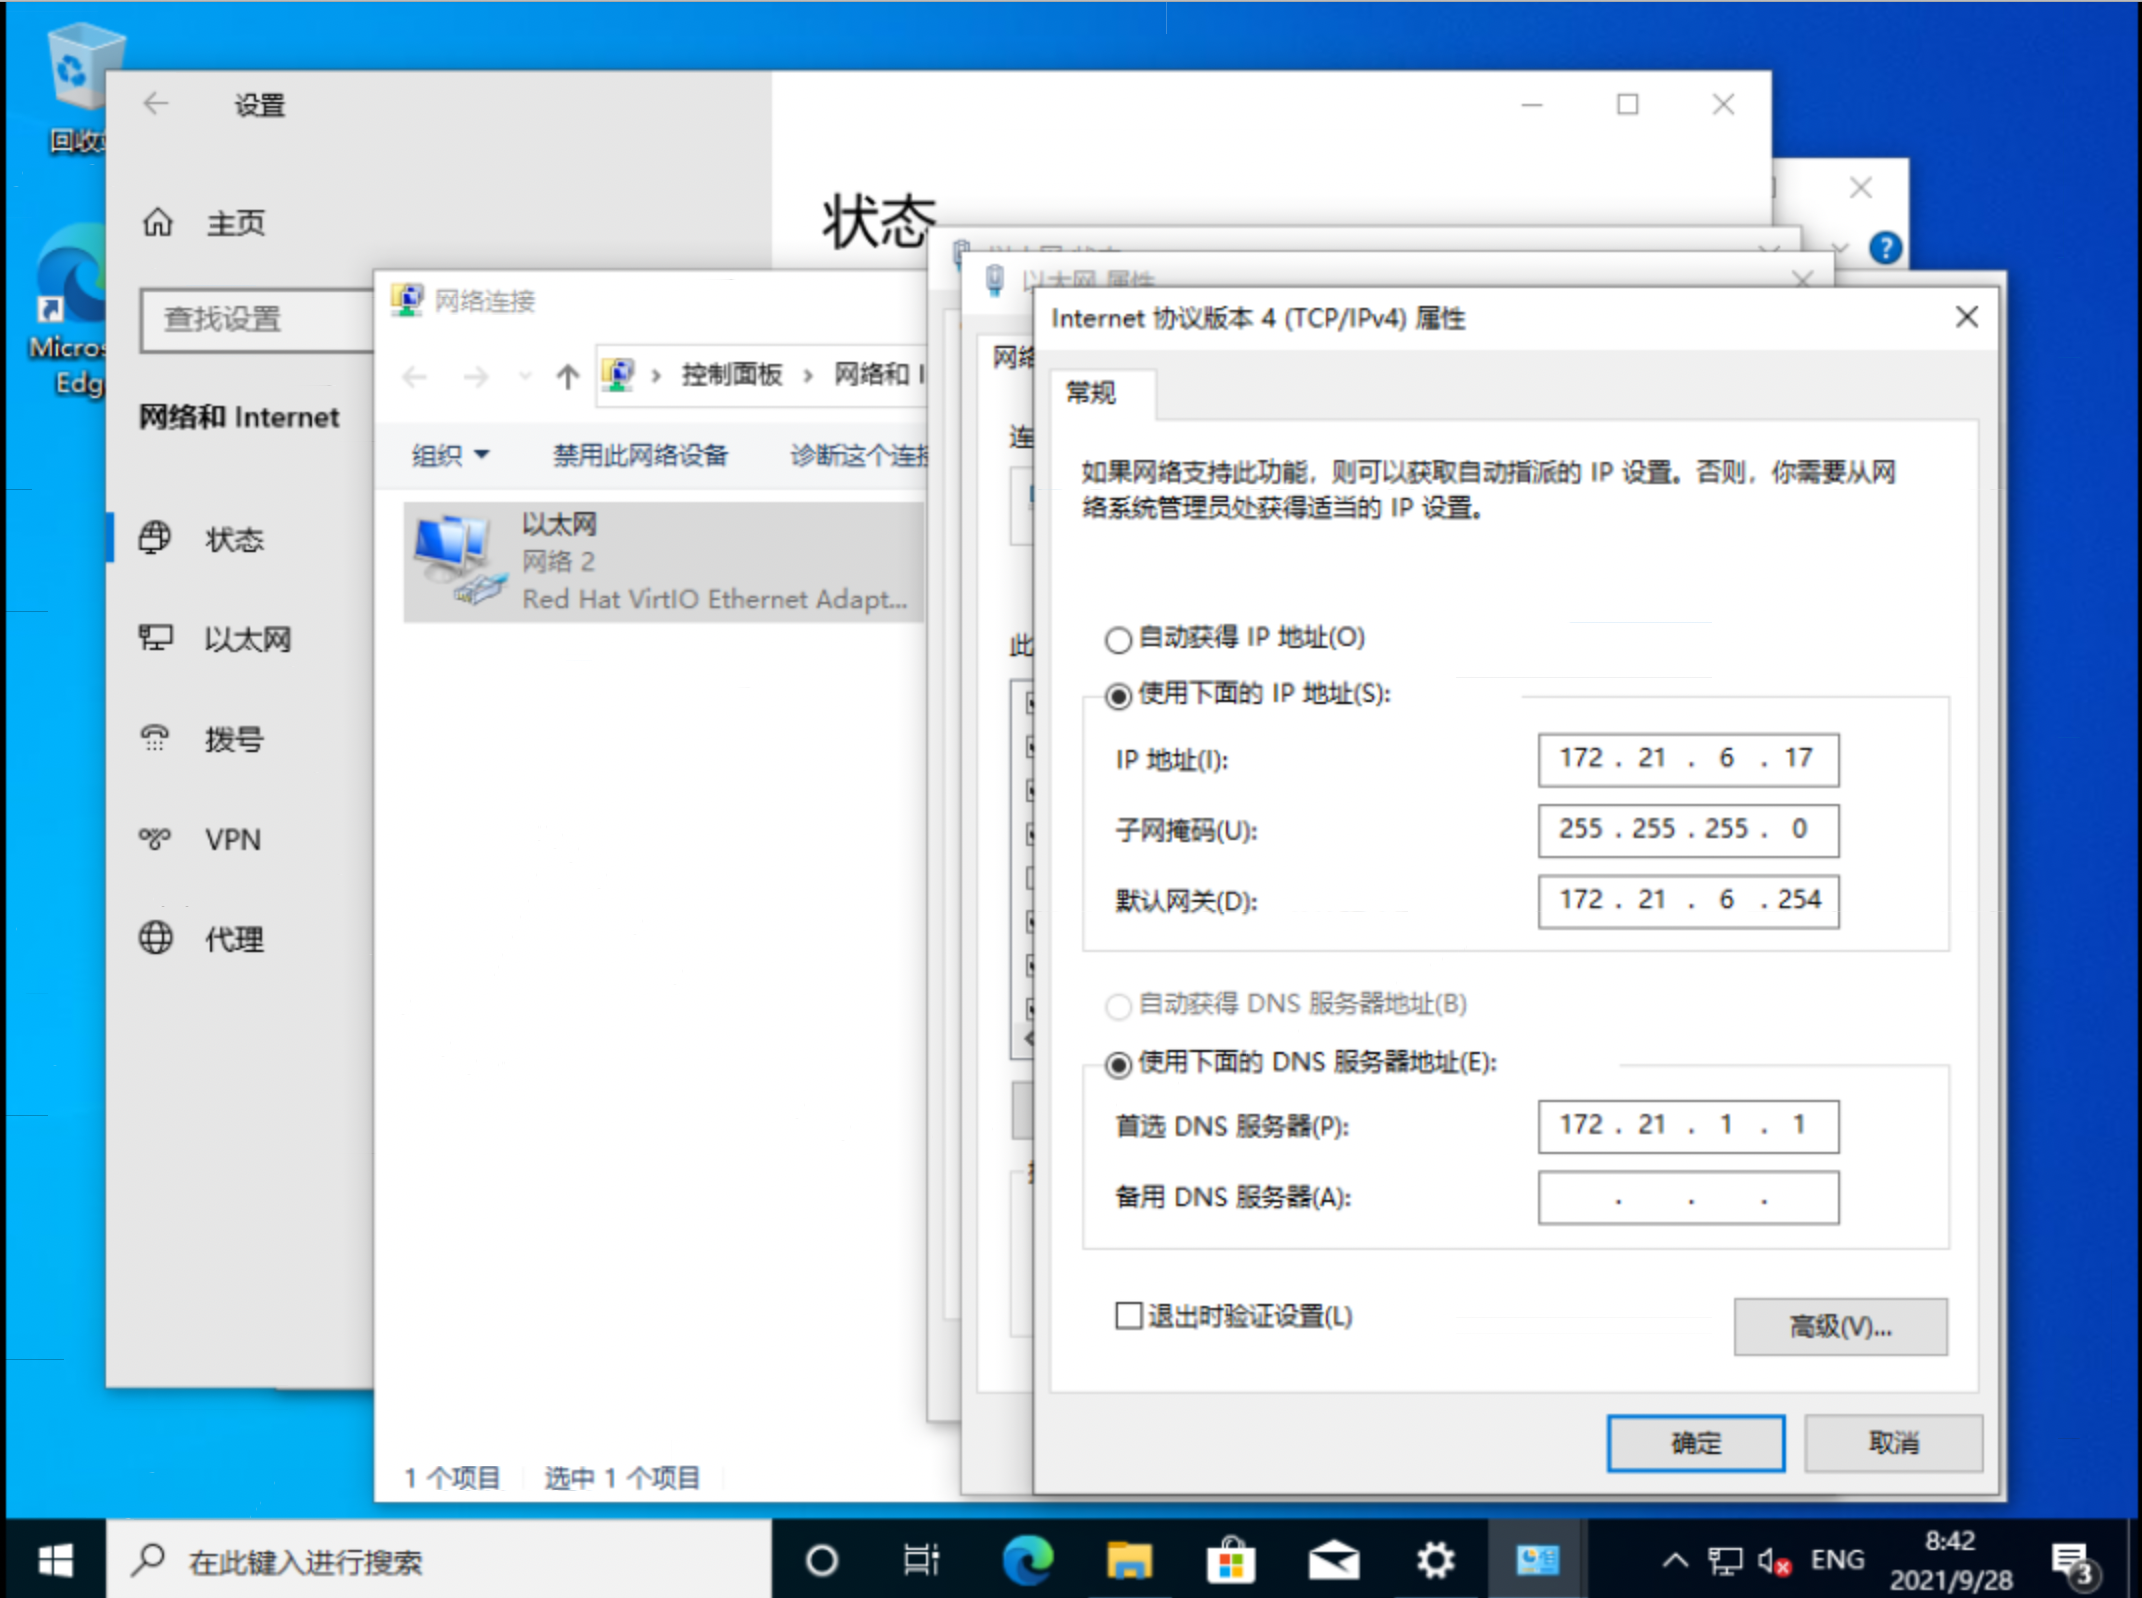 回收
Micros
Edg
设置
主页
查找设置
网络和 Internet
状态
以太网
拨号
VPN
代理
状态
网络连接
控制面板
网络和 I
组织
禁用此网络设备
诊断这个连接
以太网
网络 2
Red Hat VirtIO Ethernet Adapt...
1 个项目
选中 1 个项目
以太网 状态
以太网 属性
网络
连
此
Internet 协议版本 4 (TCP/IPv4) 属性
常规
如果网络支持此功能，则可以获取自动指派的 IP 设置。否则，你需要从网
络系统管理员处获得适当的 IP 设置。
自动获得 IP 地址(O)
使用下面的 IP 地址(S):
IP 地址(I):
172 . 21 . 6 . 17
子网掩码(U):
255 . 255 . 255 . 0
默认网关(D):
172 . 21 . 6 . 254
自动获得 DNS 服务器地址(B)
使用下面的 DNS 服务器地址(E):
首选 DNS 服务器(P):
172 . 21 . 1 . 1
备用 DNS 服务器(A):
. . .
退出时验证设置(L)
高级(V)...
确定
取消
在此键入进行搜索
ENG
8:42
2021/9/28
3